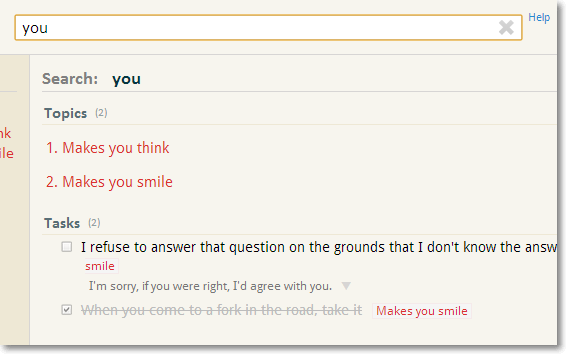 you
Help
Search: you
nk
ile
Topics (2)
1. Makes you think
2. Makes you smile
Tasks (2)
I refuse to answer that question on the grounds that I don't know the answ
smile
I'm sorry, if you were right, I'd agree with you.
When you come to a fork in the road, take it Makes you smile